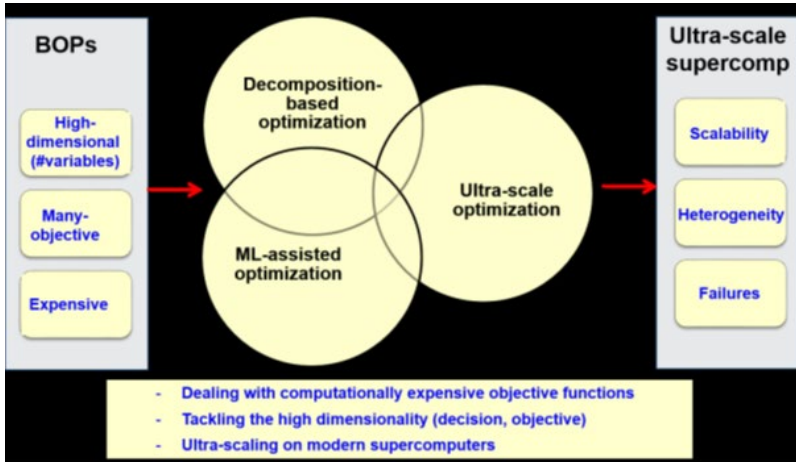 BOPs
High-
dimensional
(#variables)
Many-
objective
Expensive
Decomposition-
based
optimization
ML-assisted
optimization
Ultra-scale
optimization
Ultra-scale
supercomp
Scalability
Heterogeneity
Failures
- Dealing with computationally expensive objective functions
- Tackling the high dimensionality (decision, objective)
- Ultra-scaling on modern supercomputers